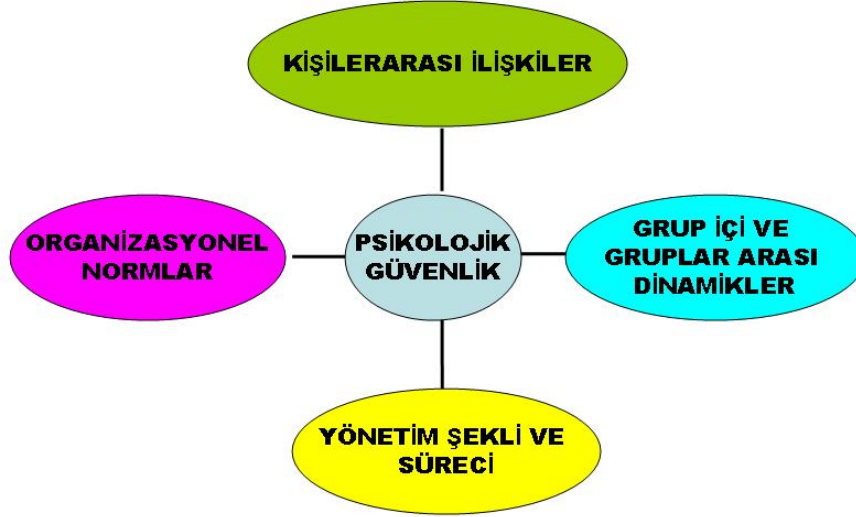 KİŞİLERARASI İLİŞKİLER
ORGANİZASYONEL
NORMLAR
PSİKOLOJİK
GÜVENLİK
GRUP İÇİ VE
GRUPLAR ARASI
DİNAMİKLER
YÖNETİM ŞEKLİ VE
SÜRECİ